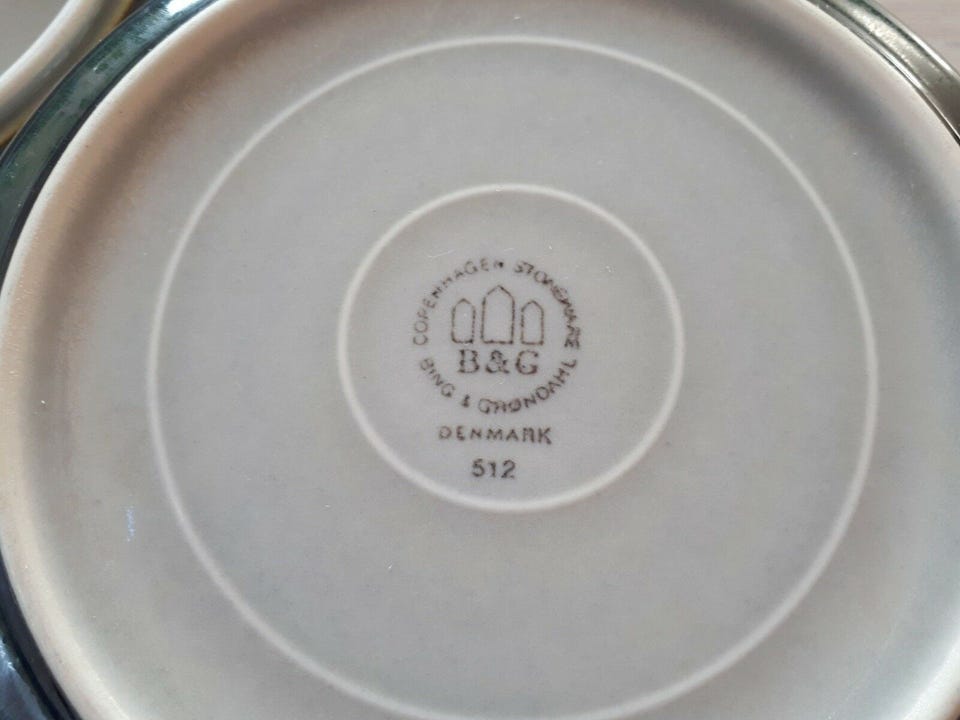 COPENHAGEN STONEWARE
B&G
BING & GRØNDAHL
DENMARK
512